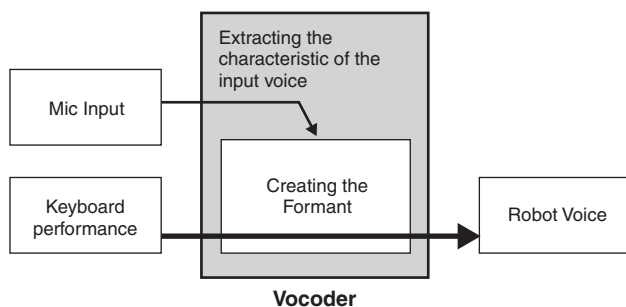 Extracting the
characteristic of the
input voice
Mic Input
Creating the
Formant
Keyboard
performance
Robot Voice
Vocoder